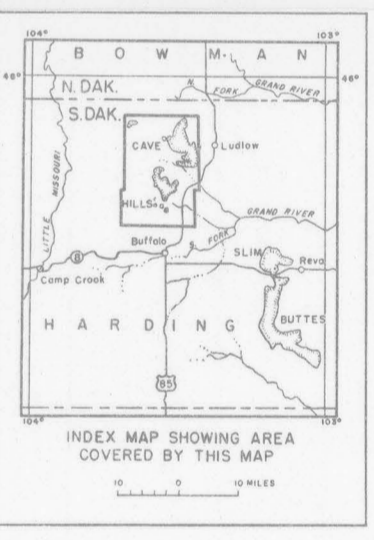 104° 103°
B O W M A N
46° 46°
N. DAK. N. FORK GRAND RIVER
S. DAK.
CAVE Ludlow
LITTLE MISSOURI
HILLS GRAND RIVER
S. FORK
Buffalo
SLIM
8 Reva
Camp Crook
H A R D I N G BUTTES
85
104° 103°
INDEX MAP SHOWING AREA
COVERED BY THIS MAP
10 0 10 MILES